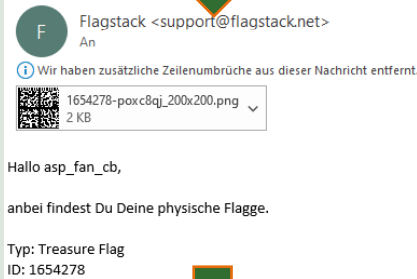 F
Flagstack <support@flagstack.net>
An
i Wir haben zusätzliche Zeilenumbrüche aus dieser Nachricht entfernt.
1654278-poxc8qj_200x200.png
2 KB
Hallo asp_fan_cb,
anbei findest Du Deine physische Flagge.
Typ: Treasure Flag
ID: 1654278